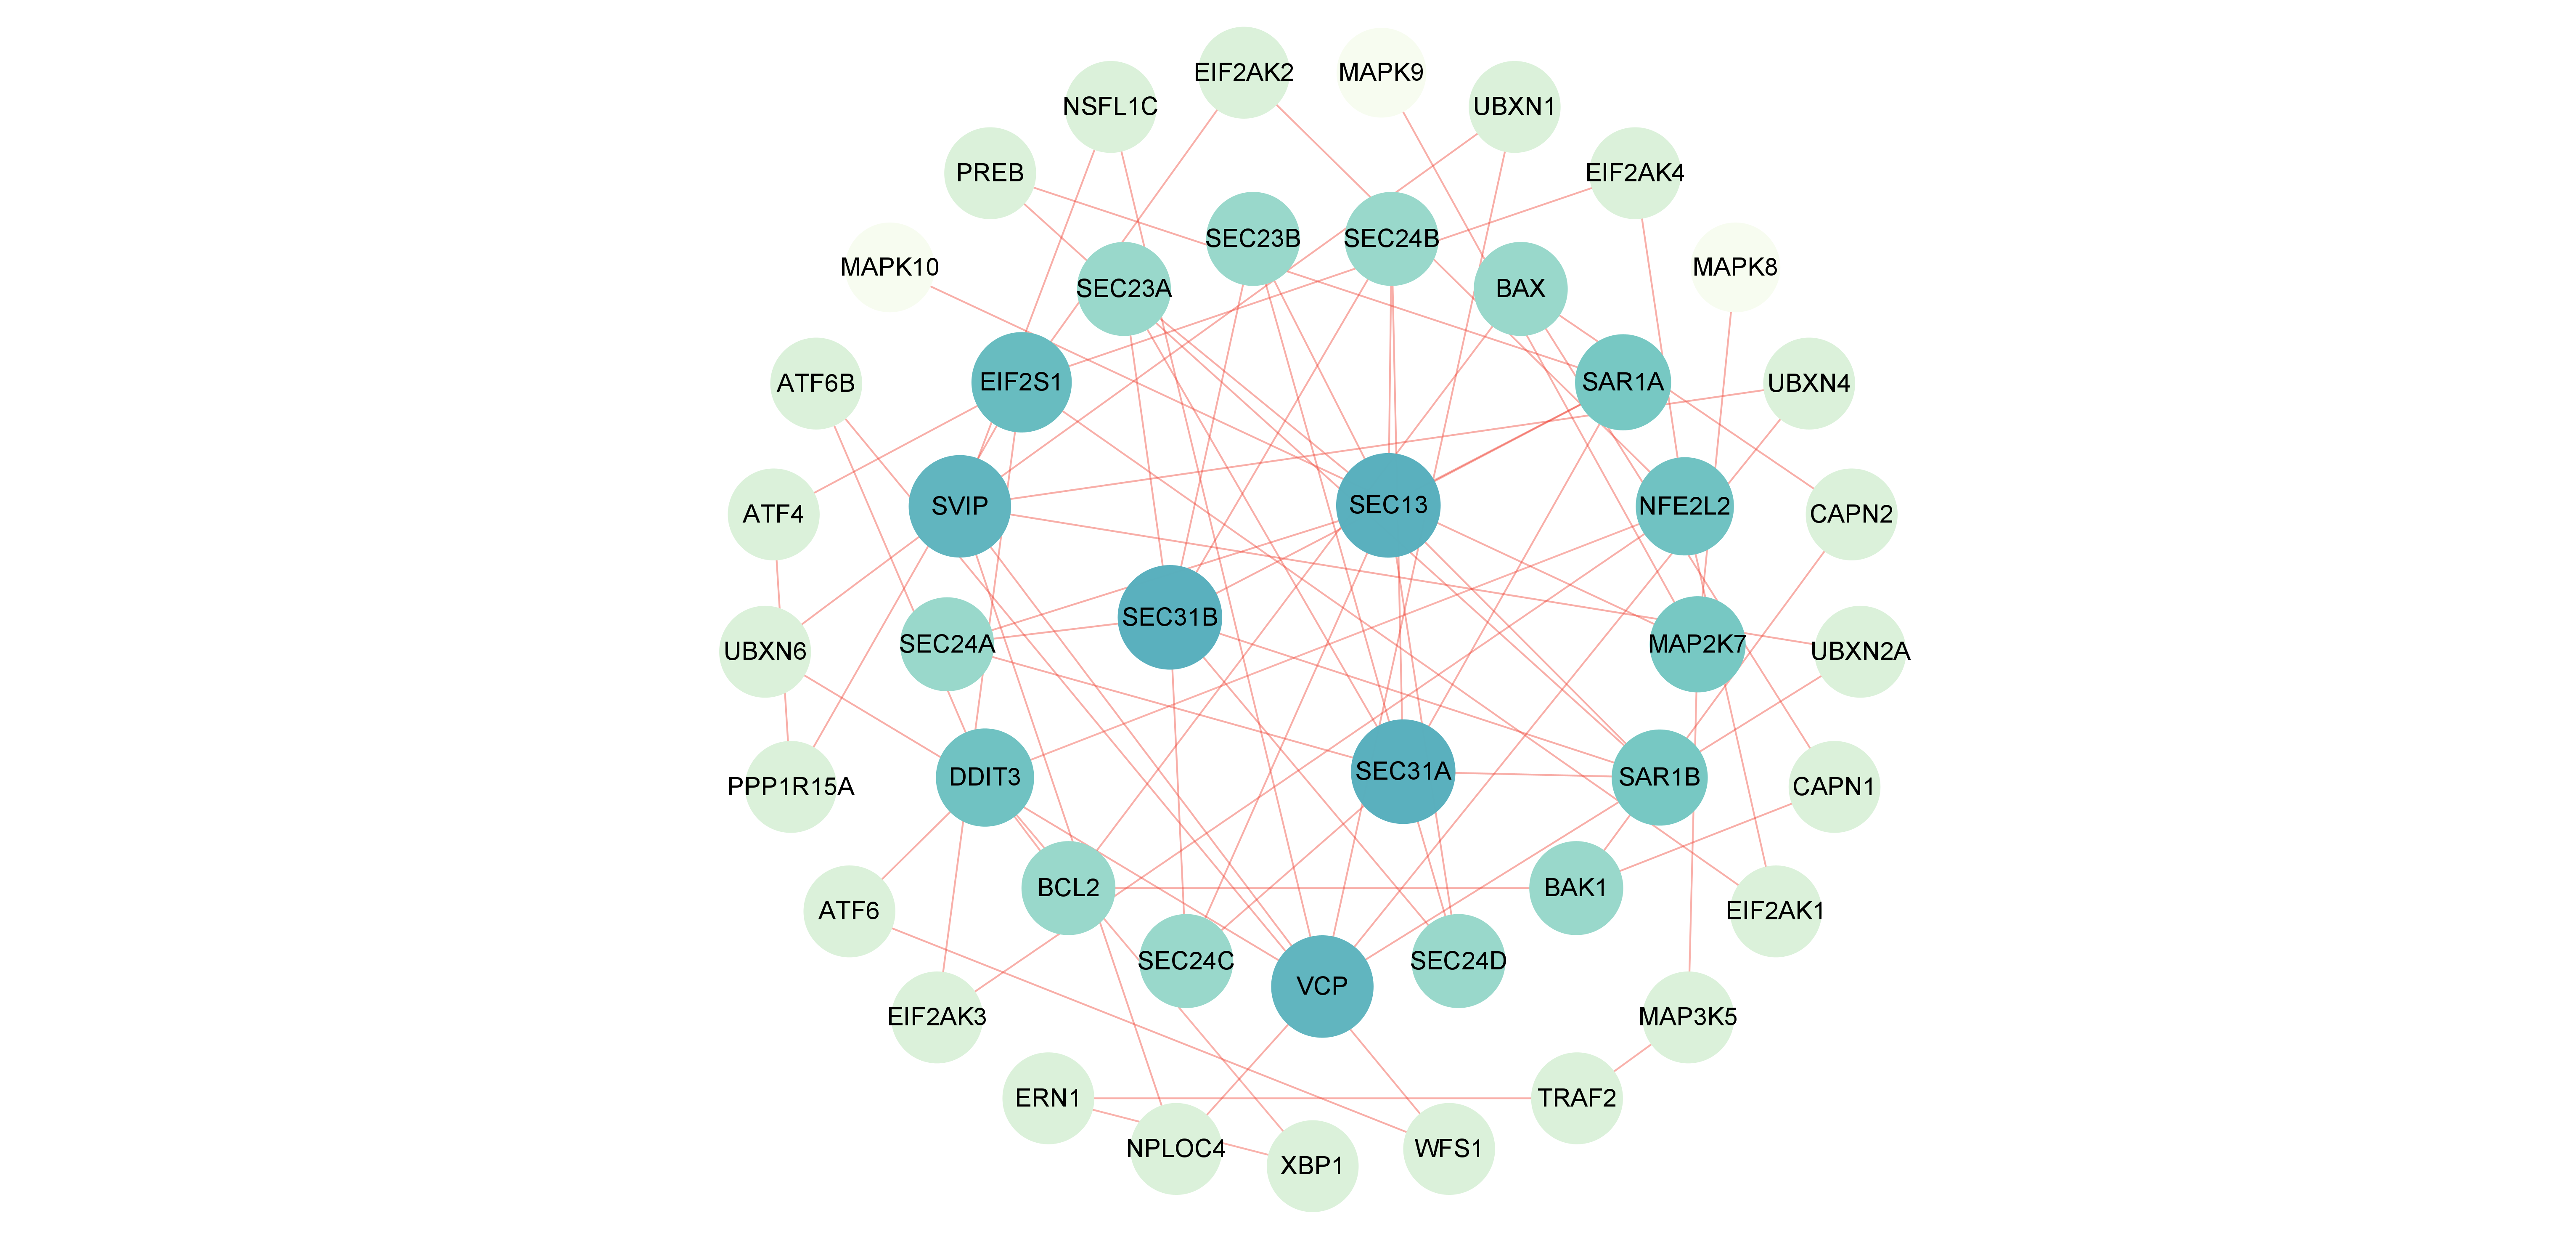 EIF2AK2
MAPK9
NSFL1C
UBXN1
PREB
EIF2AK4
SEC23B
SEC24B
MAPK10
MAPK8
SEC23A
BAX
ATF6B
EIF2S1
SAR1A
UBXN4
SVIP
SEC13
NFE2L2
ATF4
CAPN2
SEC31B
UBXN6
SEC24A
MAP2K7
UBXN2A
DDIT3
SEC31A
SAR1B
PPP1R15A
CAPN1
BCL2
BAK1
ATF6
EIF2AK1
SEC24C
SEC24D
VCP
EIF2AK3
MAP3K5
ERN1
TRAF2
NPLOC4
WFS1
XBP1